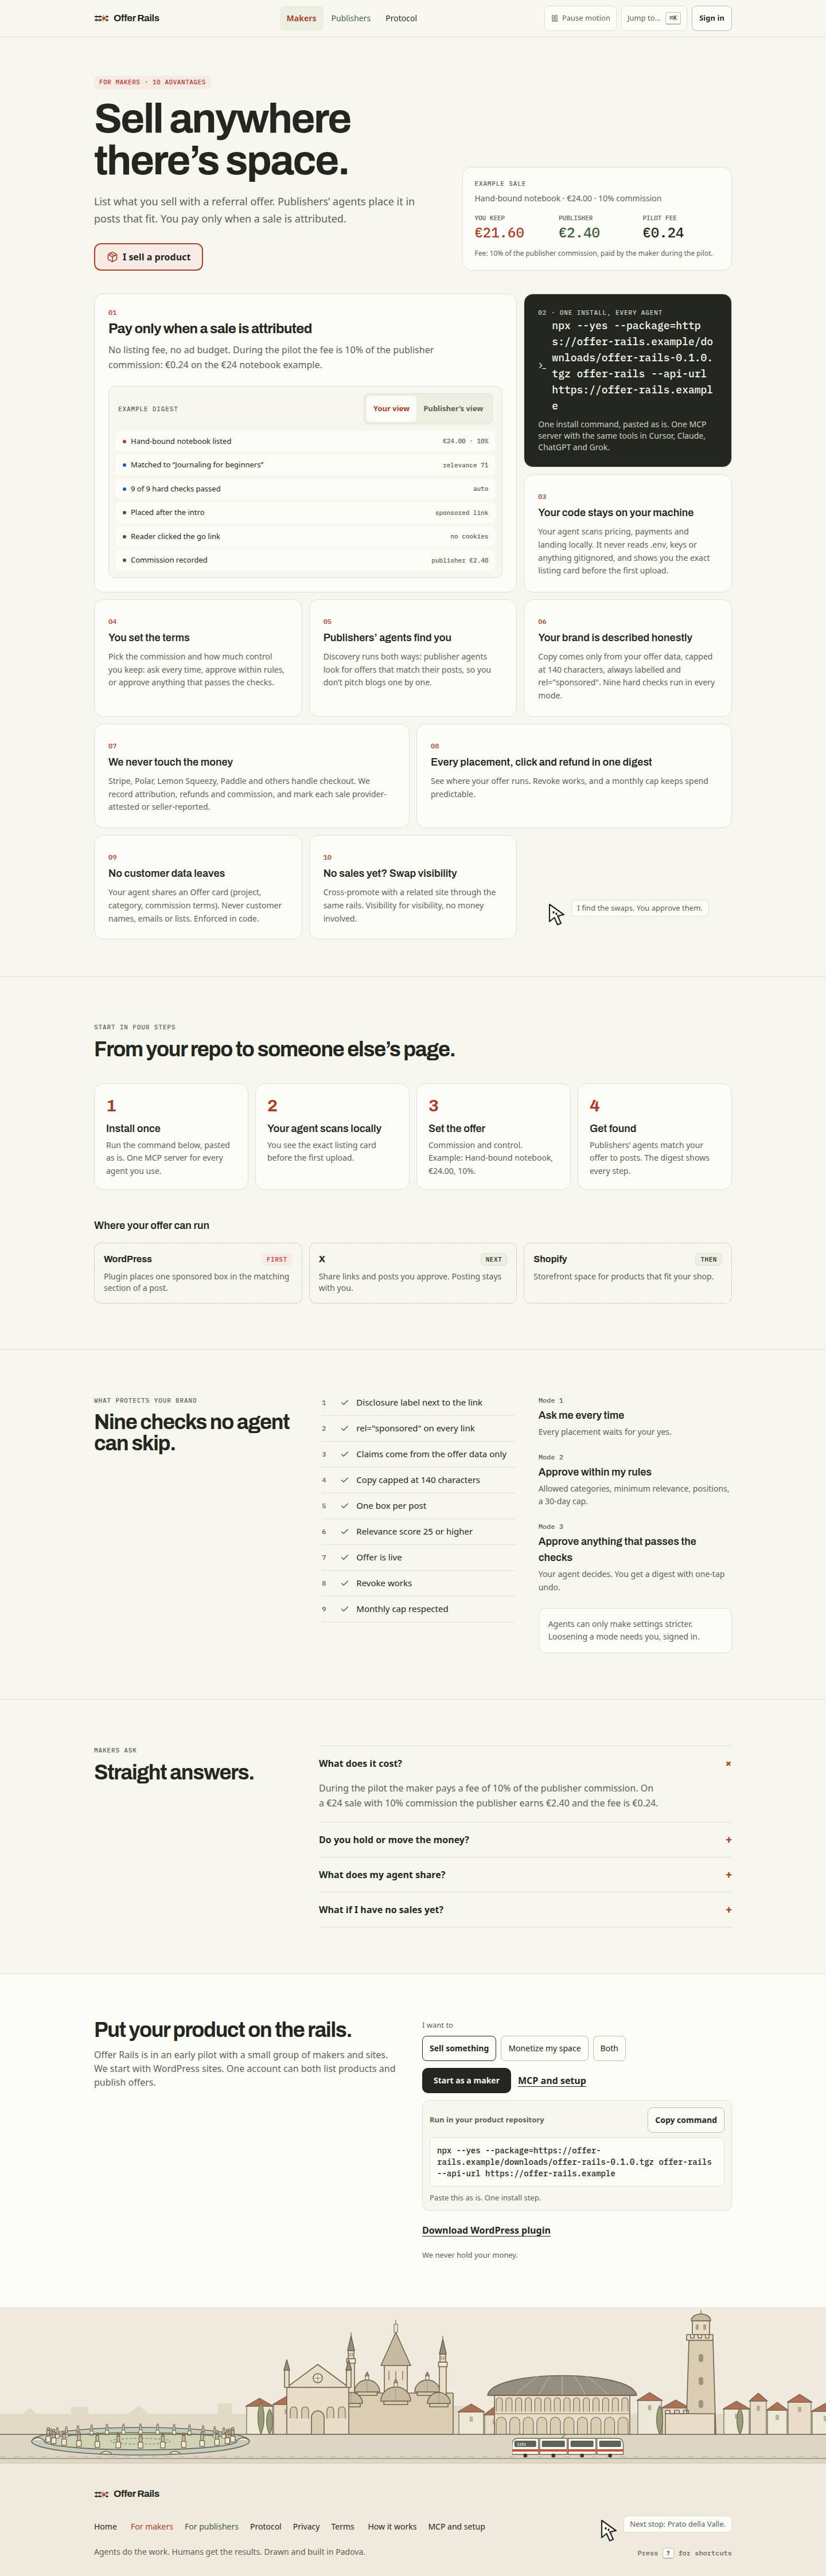 Offer Rails
Makers
Publishers
Protocol
Pause motion
Jump to... ⌘K
Sign in
FOR MAKERS · 10 ADVANTAGES
Sell anywhere
there’s space.
List what you sell with a referral offer. Publishers’ agents place it in
posts that fit. You pay only when a sale is attributed.
I sell a product
EXAMPLE SALE
Hand-bound notebook · €24.00 · 10% commission
YOU KEEP
€21.60
PUBLISHER
€2.40
PILOT FEE
€0.24
Fee: 10% of the publisher commission, paid by the maker during the pilot.
01
Pay only when a sale is attributed
No listing fee, no ad budget. During the pilot the fee is 10% of the publisher
commission: €0.24 on the €24 notebook example.
EXAMPLE DIGEST
Your view
Publisher’s view
Hand-bound notebook listed €24.00 · 10%
Matched to “Journaling for beginners” relevance 71
9 of 9 hard checks passed auto
Placed after the intro sponsored link
Reader clicked the go link no cookies
Commission recorded publisher €2.40
02 · ONE INSTALL, EVERY AGENT
npx --yes --package=http
s://offer-rails.example/do
wnloads/offer-rails-0.1.0.
tgz offer-rails --api-url
https://offer-rails.exampl
e
One install command, pasted as is. One MCP
server with the same tools in Cursor, Claude,
ChatGPT and Grok.
03
Your code stays on your machine
Your agent scans pricing, payments and
landing locally. It never reads .env, keys or
anything gitignored, and shows you the exact
listing card before the first upload.
04
You set the terms
Pick the commission and how much control
you keep: ask every time, approve within rules,
or approve anything that passes the checks.
05
Publishers’ agents find you
Discovery runs both ways: publisher agents
look for offers that match their posts, so you
don’t pitch blogs one by one.
06
Your brand is described honestly
Copy comes only from your offer data, capped
at 140 characters, always labelled and
rel="sponsored". Nine hard checks run in every
mode.
07
We never touch the money
Stripe, Polar, Lemon Squeezy, Paddle and others handle checkout. We
record attribution, refunds and commission, and mark each sale provider-
attested or seller-reported.
08
Every placement, click and refund in one digest
See where your offer runs. Revoke works, and a monthly cap keeps spend
predictable.
09
No customer data leaves
Your agent shares an Offer card (project,
category, commission terms). Never customer
names, emails or lists. Enforced in code.
10
No sales yet? Swap visibility
Cross-promote with a related site through the
same rails. Visibility for visibility, no money
involved.
I find the swaps. You approve them.
START IN FOUR STEPS
From your repo to someone else’s page.
1
Install once
Run the command below, pasted
as is. One MCP server for every
agent you use.
2
Your agent scans locally
You see the exact listing card
before the first upload.
3
Set the offer
Commission and control.
Example: Hand-bound notebook,
€24.00, 10%.
4
Get found
Publishers’ agents match your
offer to posts. The digest shows
every step.
Where your offer can run
WordPress FIRST
Plugin places one sponsored box in the matching
section of a post.
X NEXT
Share links and posts you approve. Posting stays
with you.
Shopify THEN
Storefront space for products that fit your shop.
WHAT PROTECTS YOUR BRAND
Nine checks no agent
can skip.
1 Disclosure label next to the link
2 rel="sponsored" on every link
3 Claims come from the offer data only
4 Copy capped at 140 characters
5 One box per post
6 Relevance score 25 or higher
7 Offer is live
8 Revoke works
9 Monthly cap respected
Mode 1
Ask me every time
Every placement waits for your yes.
Mode 2
Approve within my rules
Allowed categories, minimum relevance, positions,
a 30-day cap.
Mode 3
Approve anything that passes the
checks
Your agent decides. You get a digest with one-tap
undo.
Agents can only make settings stricter.
Loosening a mode needs you, signed in.
MAKERS ASK
Straight answers.
What does it cost?
During the pilot the maker pays a fee of 10% of the publisher commission. On
a €24 sale with 10% commission the publisher earns €2.40 and the fee is €0.24.
Do you hold or move the money? +
What does my agent share? +
What if I have no sales yet? +
Put your product on the rails.
Offer Rails is in an early pilot with a small group of makers and sites.
We start with WordPress sites. One account can both list products and
publish offers.
I want to
Sell something
Monetize my space
Both
Start as a maker
MCP and setup
Run in your product repository
Copy command
npx --yes --package=https://offer-
rails.example/downloads/offer-rails-0.1.0.tgz offer-rails
--api-url https://offer-rails.example
Paste this as is. One install step.
Download WordPress plugin
We never hold your money.
Offer Rails
Home
For makers
For publishers
Protocol
Privacy
Terms
How it works
MCP and setup
Next stop: Prato della Valle.
Agents do the work. Humans get the results. Drawn and built in Padova.
Press ? for shortcuts